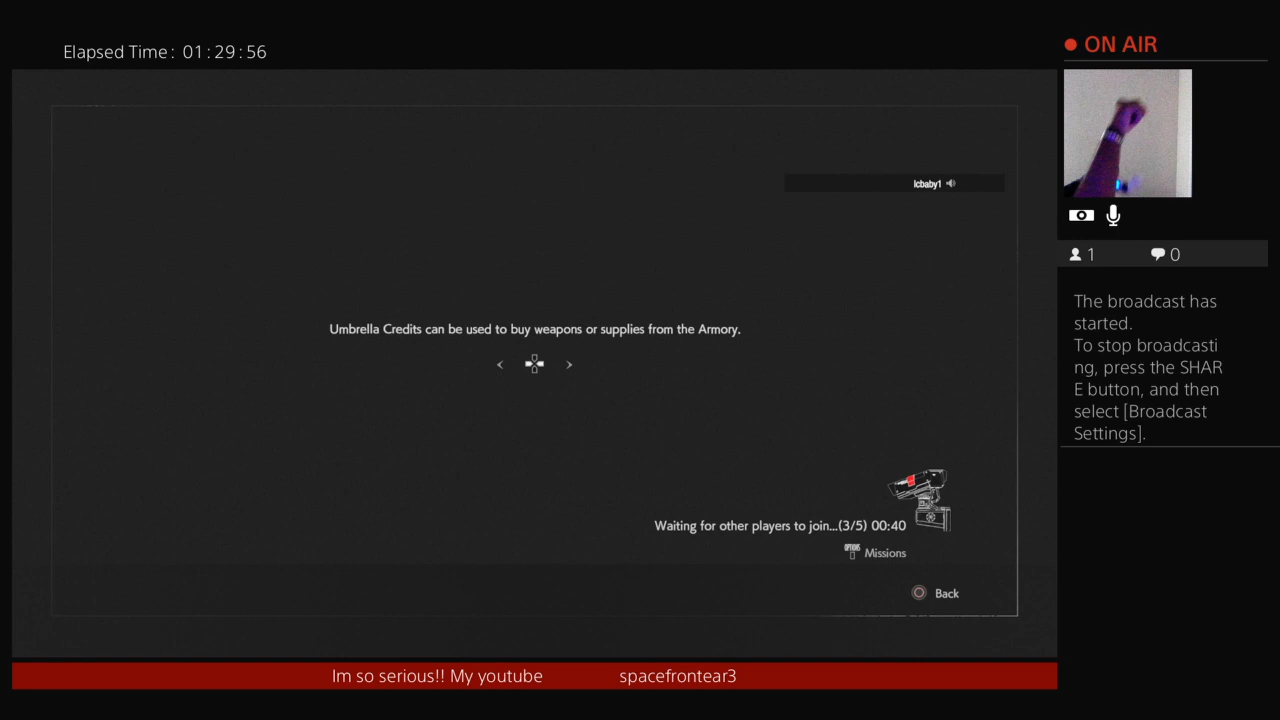 Elapsed Time: 01:29:56
ON AIR
lcbaby1
1 0
Umbrella Credits can be used to buy weapons or supplies from the Armory.
The broadcast has
started.
To stop broadcasti
ng, press the SHAR
E button, and then
select [Broadcast
Settings].
Waiting for other players to join...(3/5) 00:40
OPTIONS Missions
Back
Im so serious!! My youtube spacefrontear3